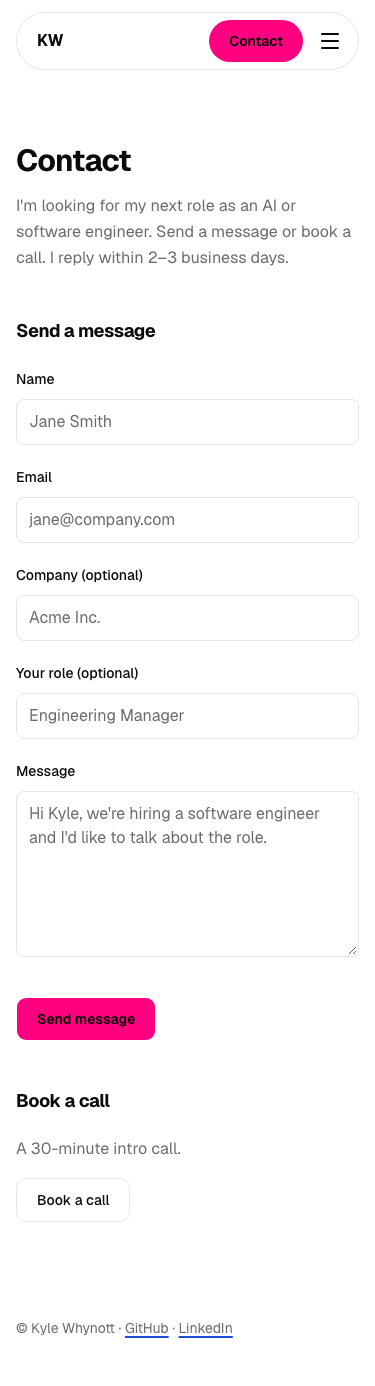 KW
Contact
Contact
I'm looking for my next role as an AI or
software engineer. Send a message or book a
call. I reply within 2–3 business days.
Send a message
Name
Jane Smith
Email
jane@company.com
Company (optional)
Acme Inc.
Your role (optional)
Engineering Manager
Message
Hi Kyle, we're hiring a software engineer
and I'd like to talk about the role.
Send message
Book a call
A 30-minute intro call.
Book a call
© Kyle Whynott · GitHub · LinkedIn